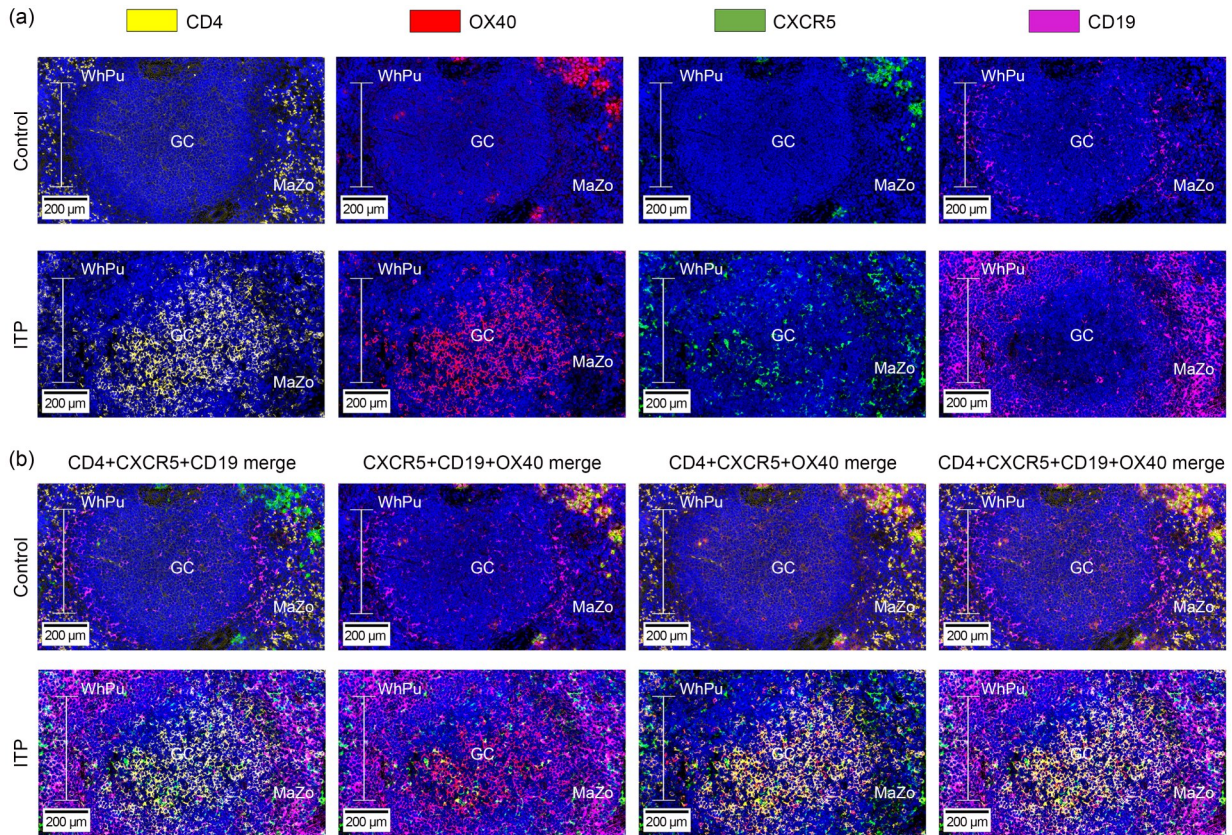 (a)
CD4 OX40 CXCR5 CD19
Control
WhPu GC MaZo 200 μm
WhPu GC MaZo 200 μm
WhPu GC MaZo 200 μm
WhPu GC MaZo 200 μm
ITP
WhPu GC MaZo 200 μm
WhPu GC MaZo 200 μm
WhPu GC MaZo 200 μm
WhPu GC MaZo 200 μm
(b)
CD4+CXCR5+CD19 merge CXCR5+CD19+OX40 merge CD4+CXCR5+OX40 merge CD4+CXCR5+CD19+OX40 merge
Control
WhPu GC MaZo 200 μm
WhPu GC MaZo 200 μm
WhPu GC MaZo 200 μm
WhPu GC MaZo 200 μm
ITP
WhPu GC MaZo 200 μm
WhPu GC MaZo 200 μm
WhPu GC MaZo 200 μm
WhPu GC MaZo 200 μm